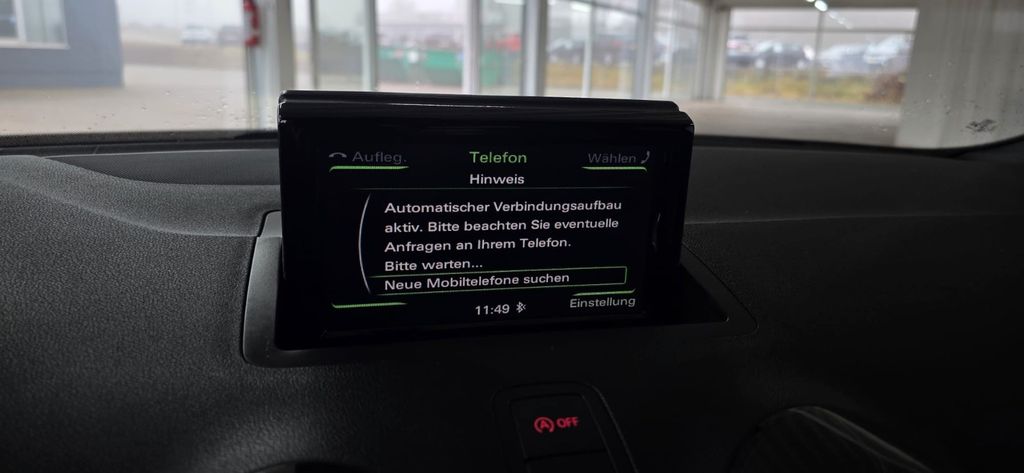 Aufleg.
Telefon
Wählen
Hinweis
Automatischer Verbindungsaufbau
aktiv. Bitte beachten Sie eventuelle
Anfragen an Ihrem Telefon.
Bitte warten...
Neue Mobiltelefone suchen
11:49
Einstellung
A OFF